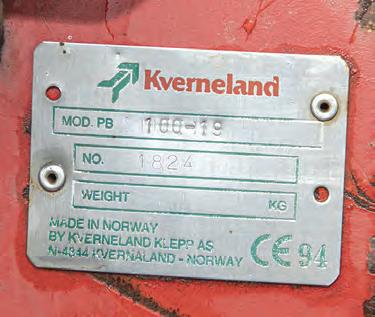 Kverneland
MOD. PB 100-19
NO. 1824
WEIGHT KG
MADE IN NORWAY
BY KVERNELAND KLEPP AS
N-4344 KVERNALAND - NORWAY CE 94